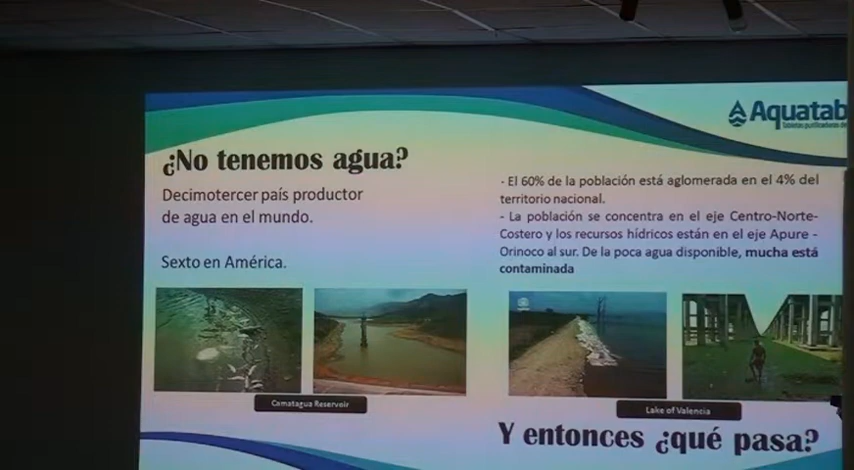 Aquatab
¿No tenemos agua?
Decimotercer país productor
de agua en el mundo.
Sexto en América.
- El 60% de la población está aglomerada en el 4% del
territorio nacional.
- La población se concentra en el eje Centro-Norte-
Costero y los recursos hídricos están en el eje Apure -
Orinoco al sur. De la poca agua disponible, mucha está
contaminada
Camatagua Reservoir
Lake of Valencia
Y entonces ¿qué pasa?